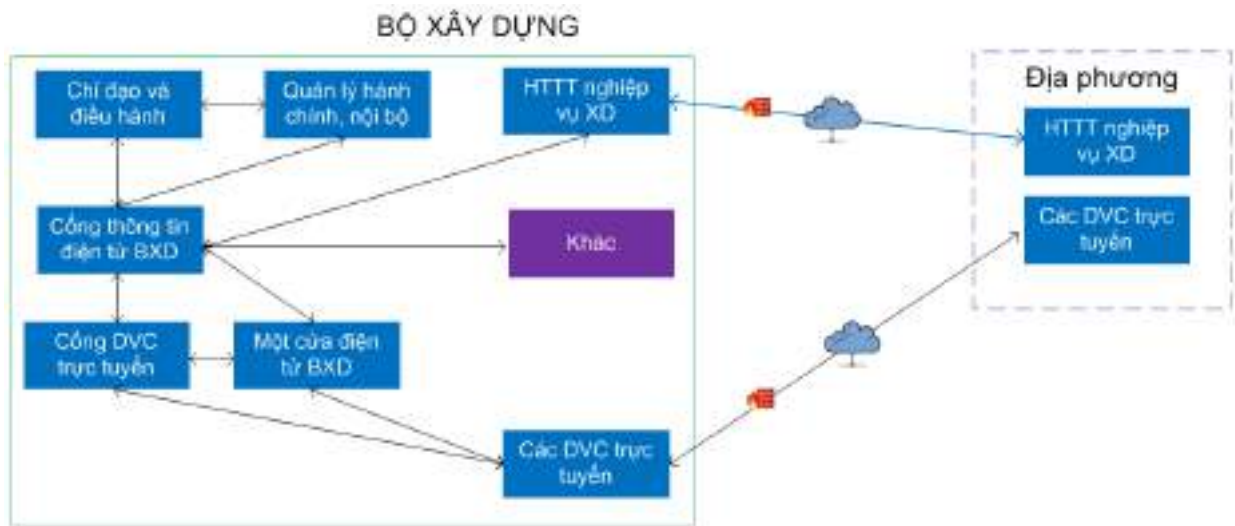 BỘ XÂY DỰNG
Chỉ đạo và
điều hành
Quản lý hành
chính, nội bộ
HTTT nghiệp
vụ XD
Địa phương
HTTT nghiệp
vụ XD
Cổng thông tin
điện tử BXD
Khác
Các DVC trực
tuyến
Cổng DVC
trực tuyến
Một cửa điện
tử BXD
Các DVC trực
tuyến